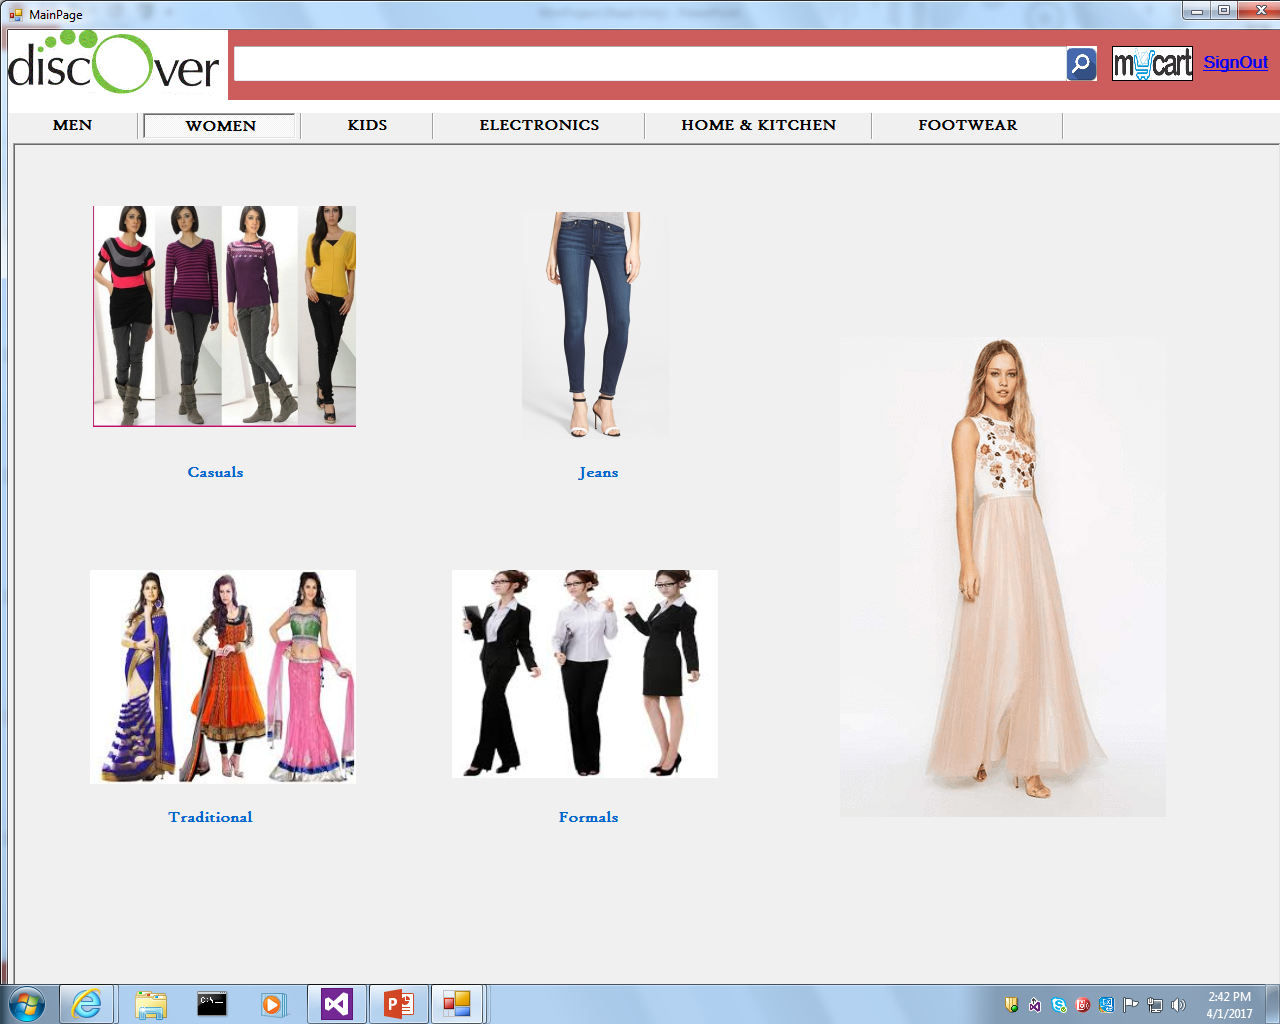 MainPage
discover
mycart
SignOut
MEN
WOMEN
KIDS
ELECTRONICS
HOME & KITCHEN
FOOTWEAR
Casuals
Jeans
Traditional
Formals
2:42 PM
4/1/2017